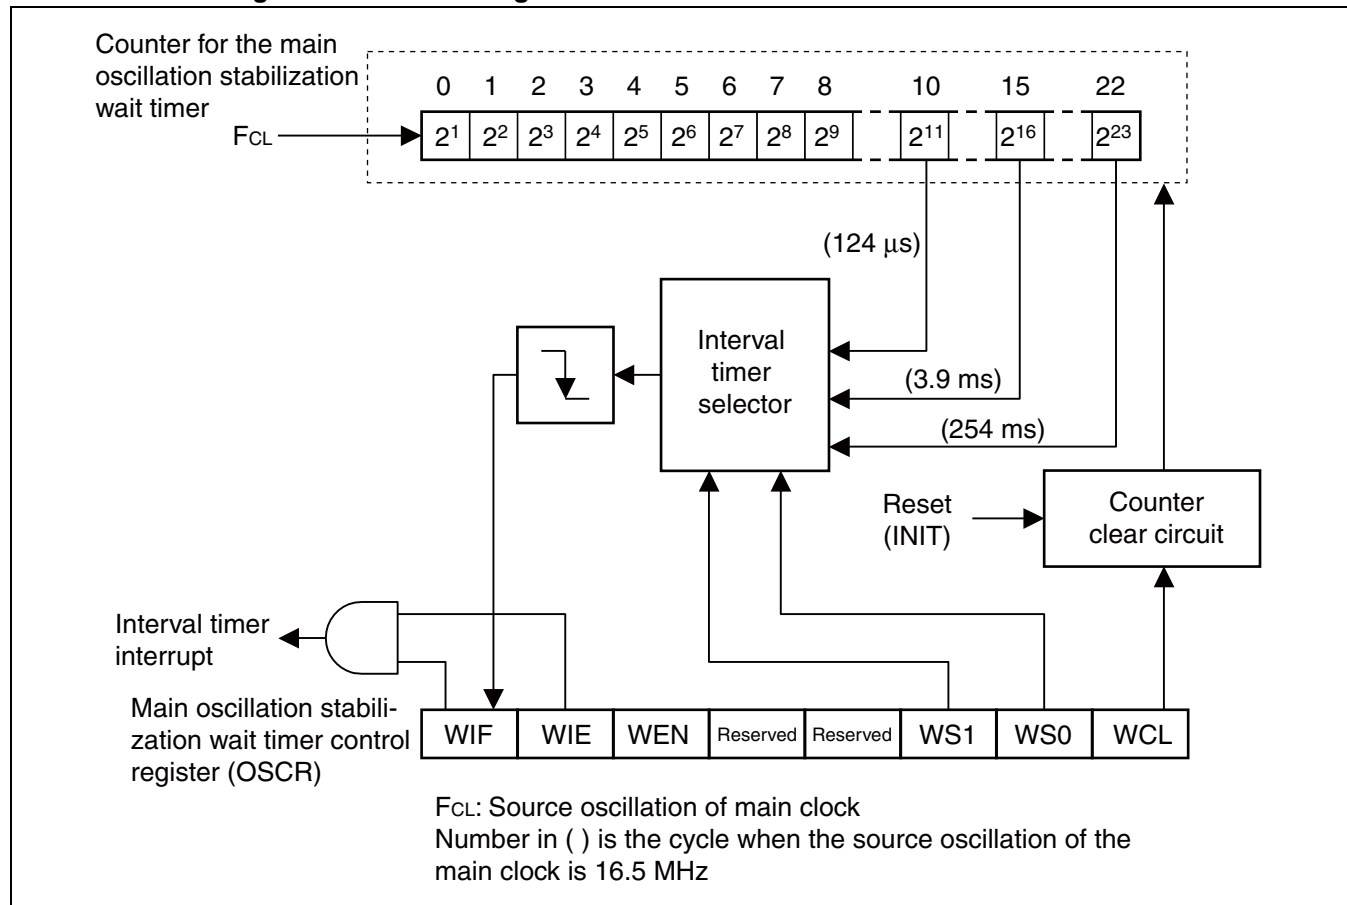 Counter for the main
oscillation stabilization
wait timer
0 1 2 3 4 5 6 7 8 10 15 22
FCL
2¹ 2² 2³ 2⁴ 2⁵ 2⁶ 2⁷ 2⁸ 2⁹ 2¹¹ 2¹⁶ 2²³
(124 μs)
Interval
timer
selector
(3.9 ms)
(254 ms)
Reset
(INIT)
Counter
clear circuit
Interval timer
interrupt
Main oscillation stabili-
zation wait timer control
register (OSCR)
WIF WIE WEN Reserved Reserved WS1 WS0 WCL
FCL: Source oscillation of main clock
Number in ( ) is the cycle when the source oscillation of the
main clock is 16.5 MHz